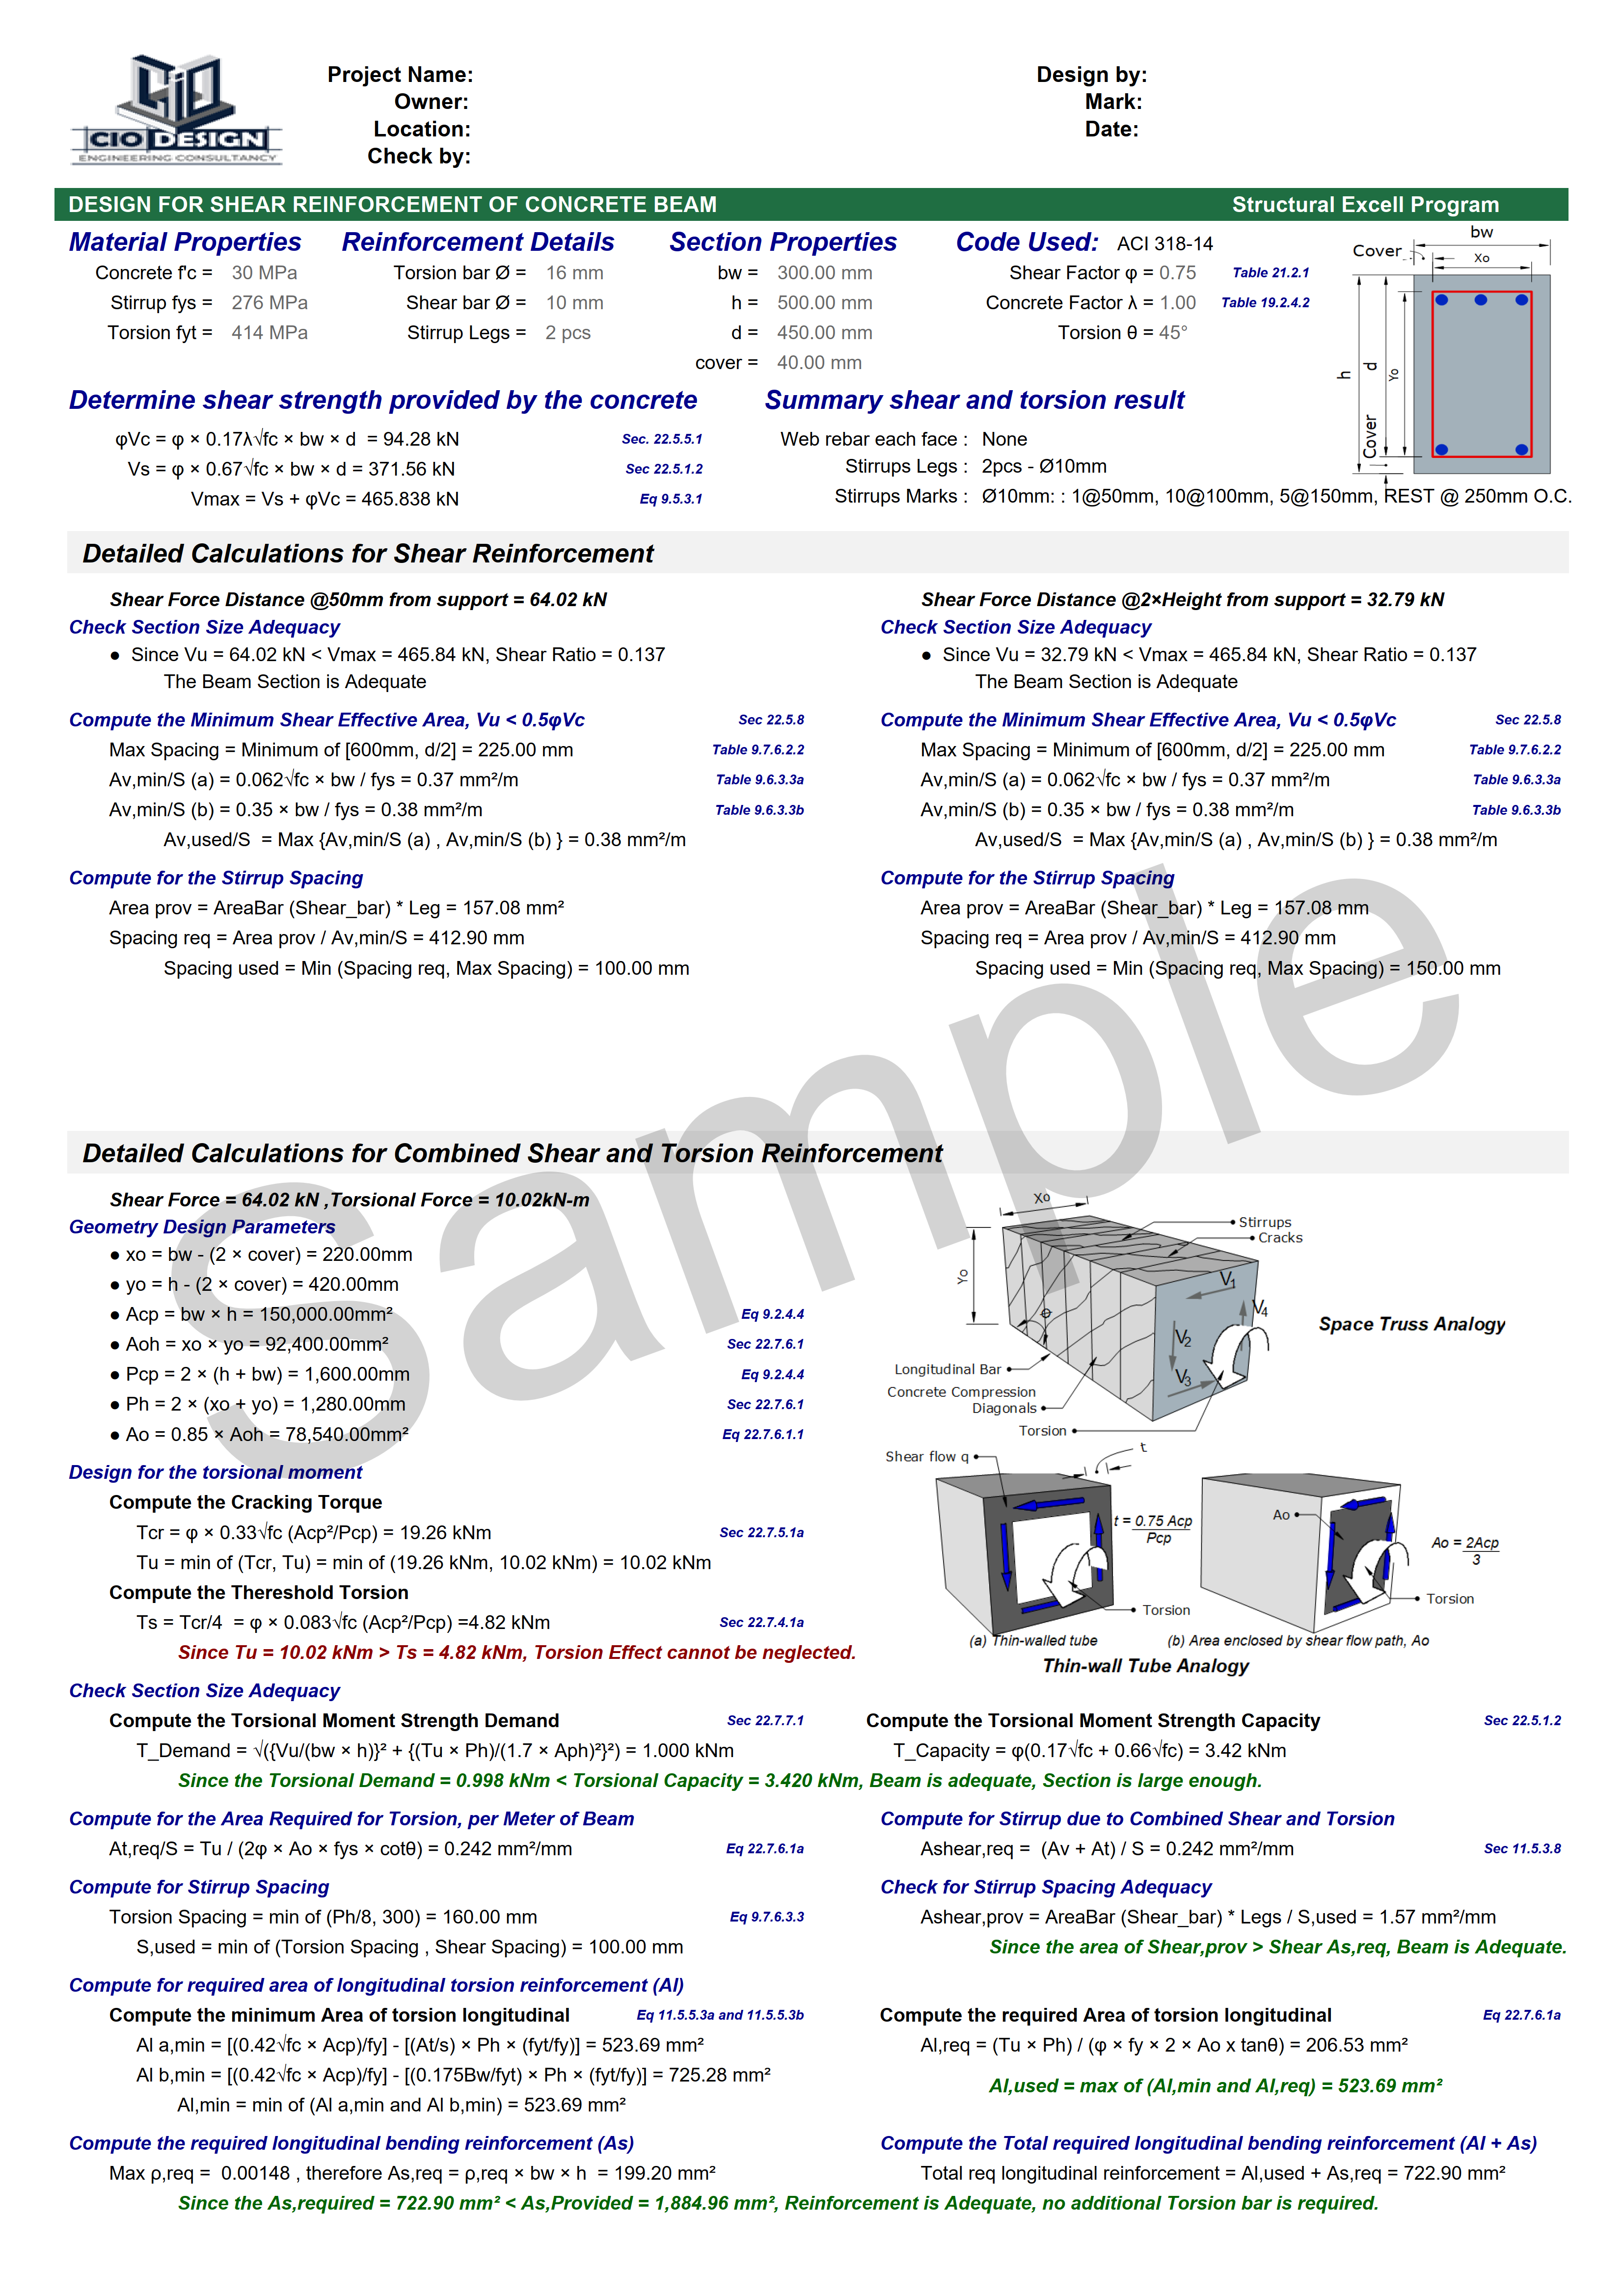 CIO DESIGN
ENGINEERING CONSULTANCY
Project Name:
Owner:
Location:
Check by:
Design by:
Mark:
Date:
DESIGN FOR SHEAR REINFORCEMENT OF CONCRETE BEAM Structural Excell Program
Material Properties Reinforcement Details Section Properties Code Used: ACI 318-14
Concrete f'c = 30 MPa Torsion bar Ø = 16 mm bw = 300.00 mm Shear Factor φ = 0.75 Table 21.2.1
Stirrup fys = 276 MPa Shear bar Ø = 10 mm h = 500.00 mm Concrete Factor λ = 1.00 Table 19.2.4.2
Torsion fyt = 414 MPa Stirrup Legs = 2 pcs d = 450.00 mm Torsion θ = 45°
cover = 40.00 mm
bw
Cover
Xo
h
d
Yo
Cover
Determine shear strength provided by the concrete Summary shear and torsion result
φVc = φ × 0.17λ√fc × bw × d = 94.28 kN Sec. 22.5.5.1 Web rebar each face : None
Vs = φ × 0.67√fc × bw × d = 371.56 kN Sec 22.5.1.2 Stirrups Legs : 2pcs - Ø10mm
Vmax = Vs + φVc = 465.838 kN Eq 9.5.3.1 Stirrups Marks : Ø10mm: : 1@50mm, 10@100mm, 5@150mm, REST @ 250mm O.C.
Detailed Calculations for Shear Reinforcement
Shear Force Distance @50mm from support = 64.02 kN
Check Section Size Adequacy
● Since Vu = 64.02 kN < Vmax = 465.84 kN, Shear Ratio = 0.137
The Beam Section is Adequate
Compute the Minimum Shear Effective Area, Vu < 0.5φVc Sec 22.5.8
Max Spacing = Minimum of [600mm, d/2] = 225.00 mm Table 9.7.6.2.2
Av,min/S (a) = 0.062√fc × bw / fys = 0.37 mm²/m Table 9.6.3.3a
Av,min/S (b) = 0.35 × bw / fys = 0.38 mm²/m Table 9.6.3.3b
Av,used/S = Max {Av,min/S (a) , Av,min/S (b) } = 0.38 mm²/m
Compute for the Stirrup Spacing
Area prov = AreaBar (Shear_bar) * Leg = 157.08 mm²
Spacing req = Area prov / Av,min/S = 412.90 mm
Spacing used = Min (Spacing req, Max Spacing) = 100.00 mm
Shear Force Distance @2×Height from support = 32.79 kN
Check Section Size Adequacy
● Since Vu = 32.79 kN < Vmax = 465.84 kN, Shear Ratio = 0.137
The Beam Section is Adequate
Compute the Minimum Shear Effective Area, Vu < 0.5φVc Sec 22.5.8
Max Spacing = Minimum of [600mm, d/2] = 225.00 mm Table 9.7.6.2.2
Av,min/S (a) = 0.062√fc × bw / fys = 0.37 mm²/m Table 9.6.3.3a
Av,min/S (b) = 0.35 × bw / fys = 0.38 mm²/m Table 9.6.3.3b
Av,used/S = Max {Av,min/S (a) , Av,min/S (b) } = 0.38 mm²/m
Compute for the Stirrup Spacing
Area prov = AreaBar (Shear_bar) * Leg = 157.08 mm
Spacing req = Area prov / Av,min/S = 412.90 mm
Spacing used = Min (Spacing req, Max Spacing) = 150.00 mm
Sample
Detailed Calculations for Combined Shear and Torsion Reinforcement
Shear Force = 64.02 kN ,Torsional Force = 10.02kN-m
Geometry Design Parameters
● xo = bw - (2 × cover) = 220.00mm
● yo = h - (2 × cover) = 420.00mm
● Acp = bw × h = 150,000.00mm² Eq 9.2.4.4
● Aoh = xo × yo = 92,400.00mm² Sec 22.7.6.1
● Pcp = 2 × (h + bw) = 1,600.00mm Eq 9.2.4.4
● Ph = 2 × (xo + yo) = 1,280.00mm Sec 22.7.6.1
● Ao = 0.85 × Aoh = 78,540.00mm² Eq 22.7.6.1.1
Design for the torsional moment
Compute the Cracking Torque
Tcr = φ × 0.33√fc (Acp²/Pcp) = 19.26 kNm Sec 22.7.5.1a
Tu = min of (Tcr, Tu) = min of (19.26 kNm, 10.02 kNm) = 10.02 kNm
Compute the Thereshold Torsion
Ts = Tcr/4 = φ × 0.083√fc (Acp²/Pcp) =4.82 kNm Sec 22.7.4.1a
Since Tu = 10.02 kNm > Ts = 4.82 kNm, Torsion Effect cannot be neglected.
Xo
Stirrups
Cracks
Yo
Φ
V1
V4
V2
V3
Space Truss Analogy
Longitudinal Bar
Concrete Compression
Diagonals
Torsion
Shear flow q
t
t = 0.75 Acp
Pcp
Ao
Ao = 2Acp
3
Torsion
Torsion
(a) Thin-walled tube (b) Area enclosed by shear flow path, Ao
Thin-wall Tube Analogy
Check Section Size Adequacy
Compute the Torsional Moment Strength Demand Sec 22.7.7.1 Compute the Torsional Moment Strength Capacity Sec 22.5.1.2
T_Demand = √({Vu/(bw × h)}² + {(Tu × Ph)/(1.7 × Aph)²}²) = 1.000 kNm T_Capacity = φ(0.17√fc + 0.66√fc) = 3.42 kNm
Since the Torsional Demand = 0.998 kNm < Torsional Capacity = 3.420 kNm, Beam is adequate, Section is large enough.
Compute for the Area Required for Torsion, per Meter of Beam Compute for Stirrup due to Combined Shear and Torsion
At,req/S = Tu / (2φ × Ao × fys × cotθ) = 0.242 mm²/mm Eq 22.7.6.1a Ashear,req = (Av + At) / S = 0.242 mm²/mm Sec 11.5.3.8
Compute for Stirrup Spacing Check for Stirrup Spacing Adequacy
Torsion Spacing = min of (Ph/8, 300) = 160.00 mm Eq 9.7.6.3.3 Ashear,prov = AreaBar (Shear_bar) * Legs / S,used = 1.57 mm²/mm
S,used = min of (Torsion Spacing , Shear Spacing) = 100.00 mm Since the area of Shear,prov > Shear As,req, Beam is Adequate.
Compute for required area of longitudinal torsion reinforcement (Al)
Compute the minimum Area of torsion longitudinal Eq 11.5.5.3a and 11.5.5.3b Compute the required Area of torsion longitudinal Eq 22.7.6.1a
Al a,min = [(0.42√fc × Acp)/fy] - [(At/s) × Ph × (fyt/fy)] = 523.69 mm² Al,req = (Tu × Ph) / (φ × fy × 2 × Ao x tanθ) = 206.53 mm²
Al b,min = [(0.42√fc × Acp)/fy] - [(0.175Bw/fyt) × Ph × (fyt/fy)] = 725.28 mm²
Al,used = max of (Al,min and Al,req) = 523.69 mm²
Al,min = min of (Al a,min and Al b,min) = 523.69 mm²
Compute the required longitudinal bending reinforcement (As) Compute the Total required longitudinal bending reinforcement (Al + As)
Max ρ,req = 0.00148 , therefore As,req = ρ,req × bw × h = 199.20 mm² Total req longitudinal reinforcement = Al,used + As,req = 722.90 mm²
Since the As,required = 722.90 mm² < As,Provided = 1,884.96 mm², Reinforcement is Adequate, no additional Torsion bar is required.